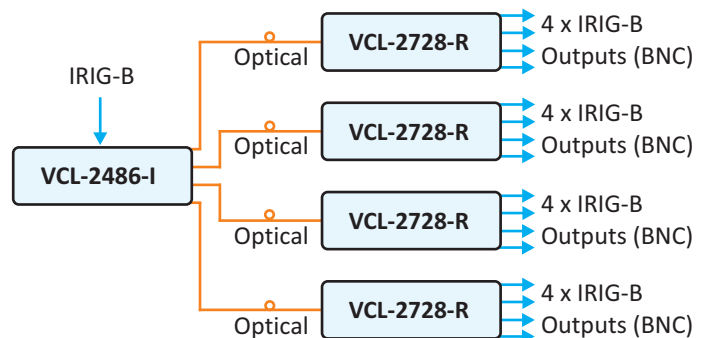 IRIG-B
VCL-2486-I
Optical
VCL-2728-R
4 x IRIG-B
Outputs (BNC)
Optical
VCL-2728-R
4 x IRIG-B
Outputs (BNC)
Optical
VCL-2728-R
4 x IRIG-B
Outputs (BNC)
Optical
VCL-2728-R
4 x IRIG-B
Outputs (BNC)